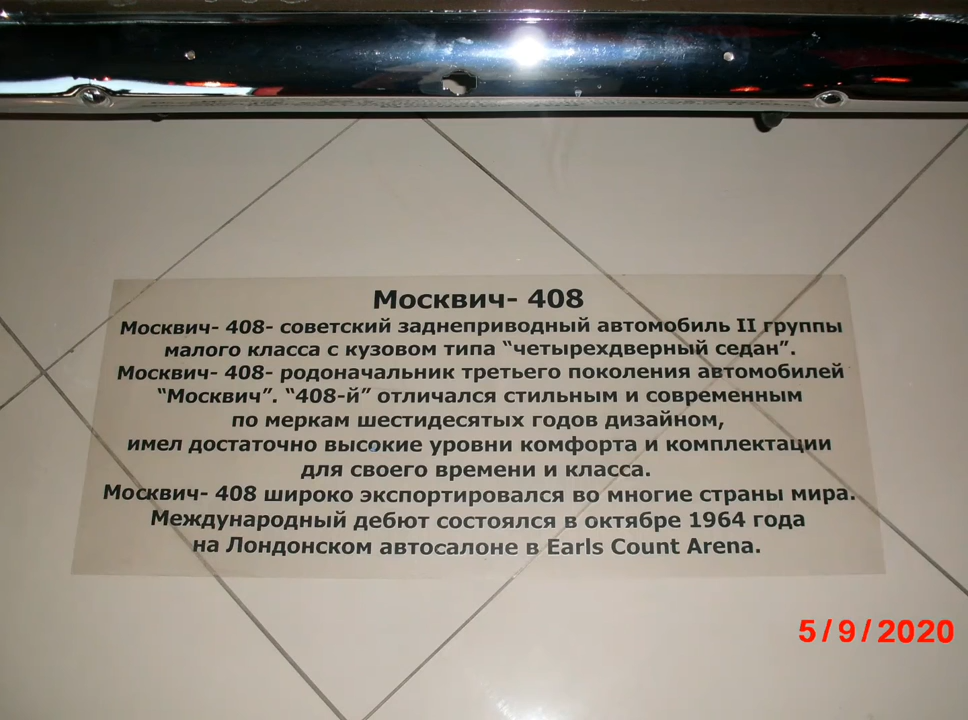 Москвич- 408
Москвич- 408- советский заднеприводный автомобиль II группы
малого класса с кузовом типа “четырехдверный седан”.
Москвич- 408- родоначальник третьего поколения автомобилей
“Москвич”. “408-й” отличался стильным и современным
по меркам шестидесятых годов дизайном,
имел достаточно высокие уровни комфорта и комплектации
для своего времени и класса.
Москвич- 408 широко экспортировался во многие страны мира.
Международный дебют состоялся в октябре 1964 года
на Лондонском автосалоне в Earls Count Arena.
5/9/2020